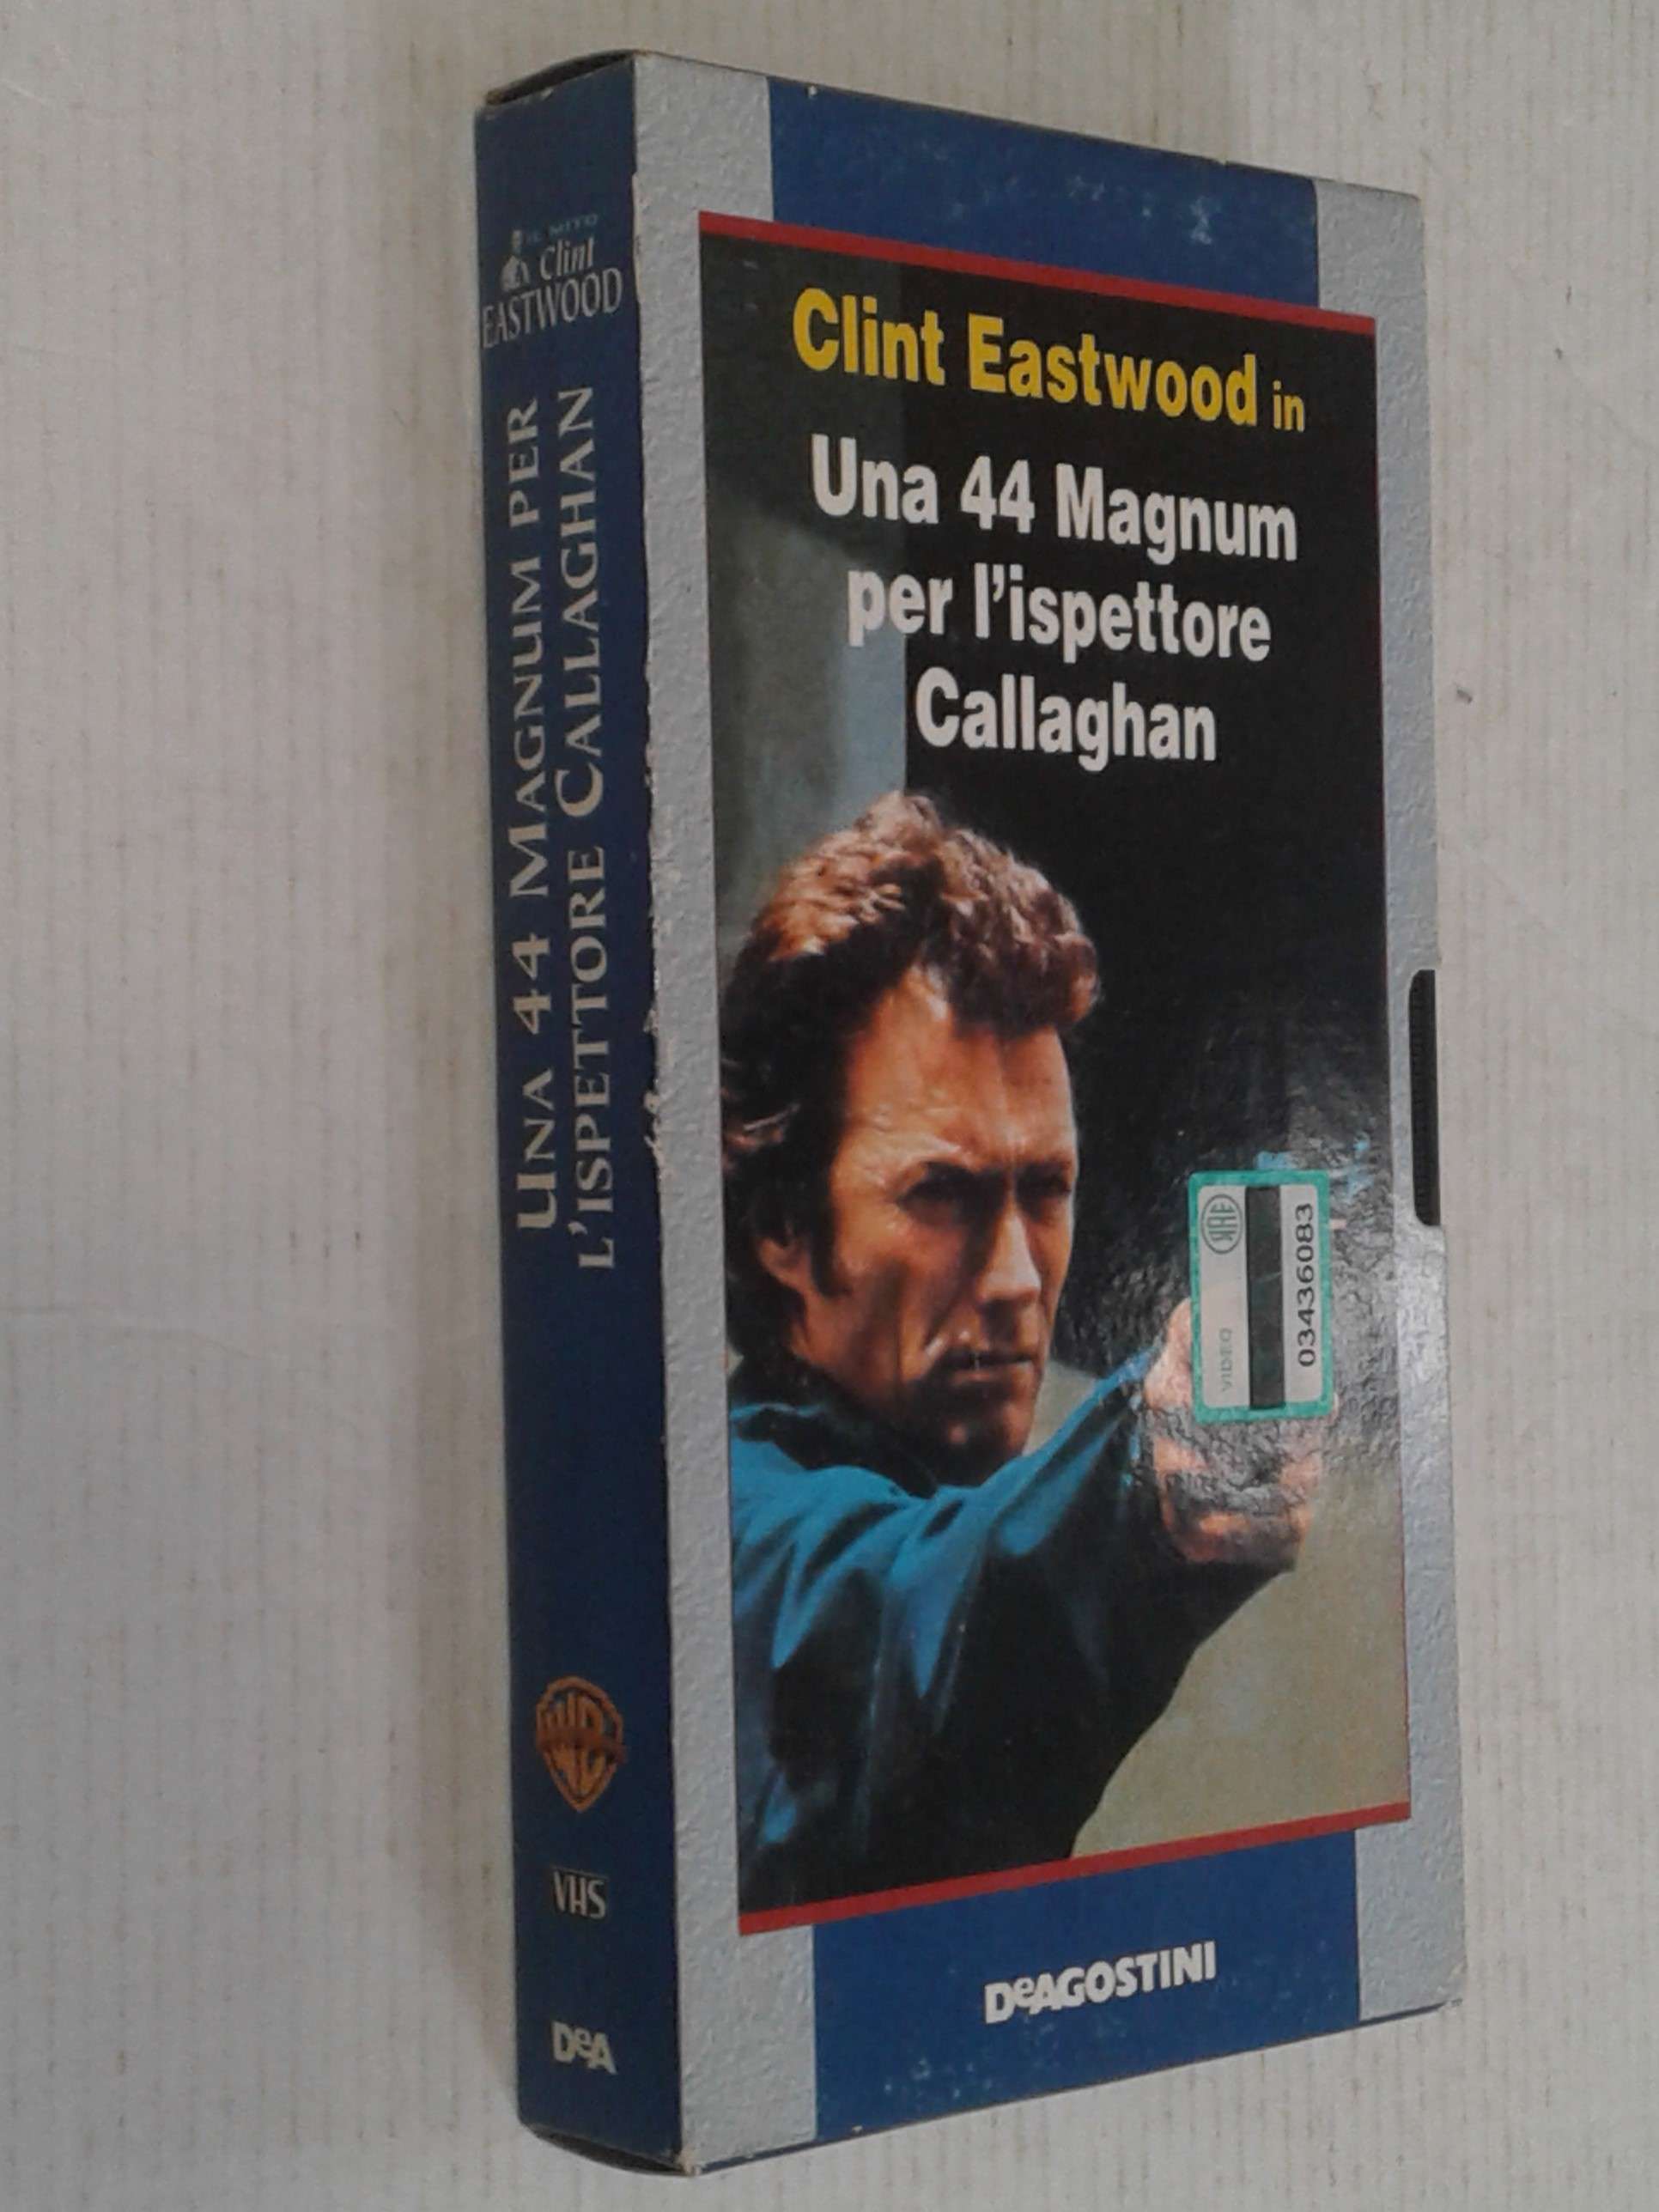 IL MITO
Clint
EASTWOOD
UNA 44 MAGNUM PER
L'ISPETTORE CALLAGHAN
WB
VHS
DeA
Clint Eastwood in
Una 44 Magnum
per l'ispettore
Callaghan
VIDEO
03436083
DeAGOSTINI